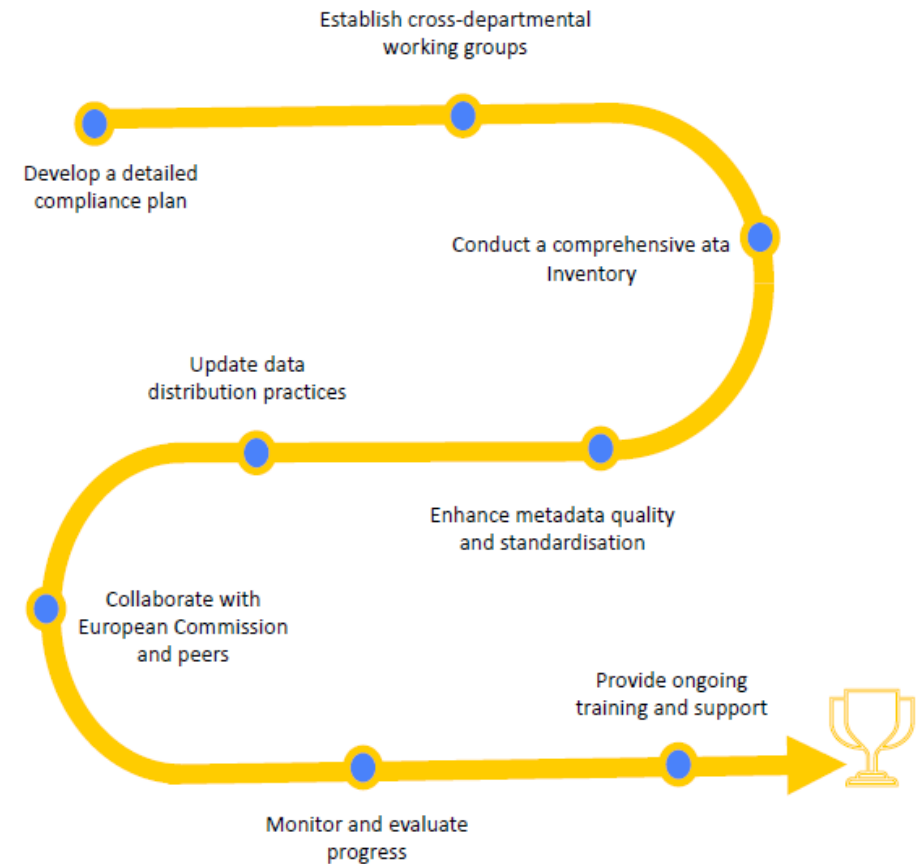 Establish cross-departmental
working groups
Develop a detailed
compliance plan
Conduct a comprehensive ata
Inventory
Enhance metadata quality
and standardisation
Update data
distribution practices
Collaborate with
European Commission
and peers
Monitor and evaluate
progress
Provide ongoing
training and support